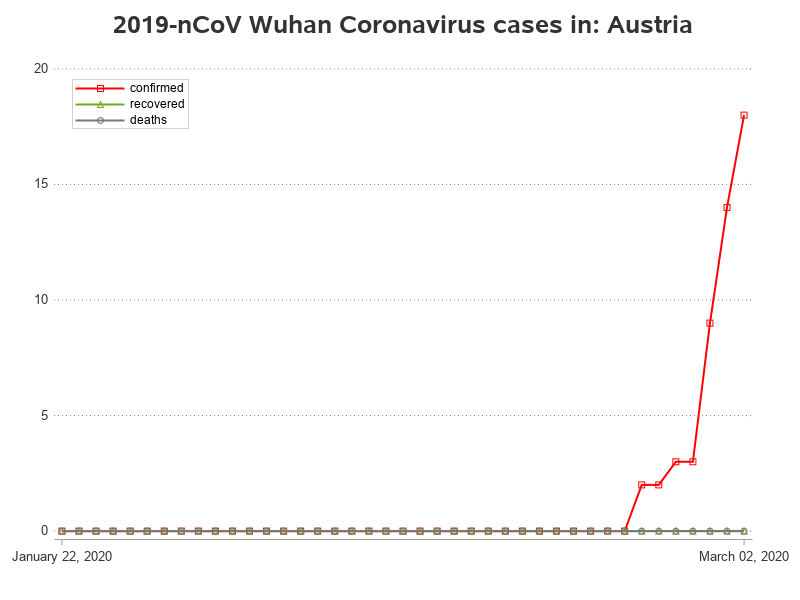 2019-nCoV Wuhan Coronavirus cases in: Austria
20
confirmed
recovered
deaths
15
10
5
0
January 22, 2020 March 02, 2020